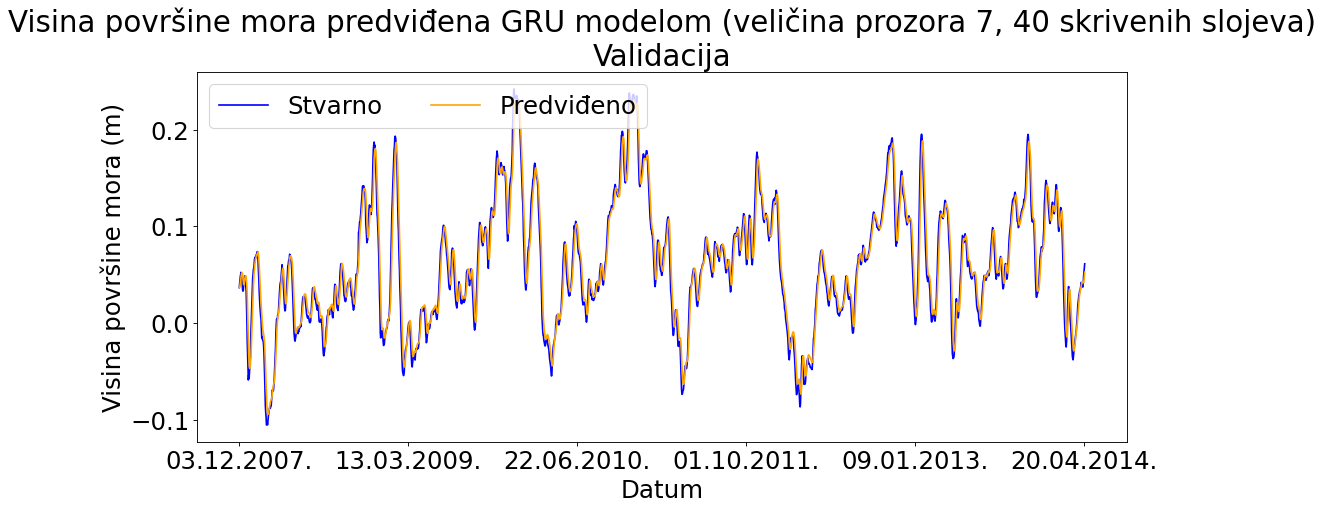 Visina površine mora predviđena GRU modelom (veličina prozora 7, 40 skrivenih slojeva)
Validacija
Stvarno
Predviđeno
Visina površine mora (m)
0.2
0.1
0.0
−0.1
03.12.2007. 13.03.2009. 22.06.2010. 01.10.2011. 09.01.2013. 20.04.2014.
Datum